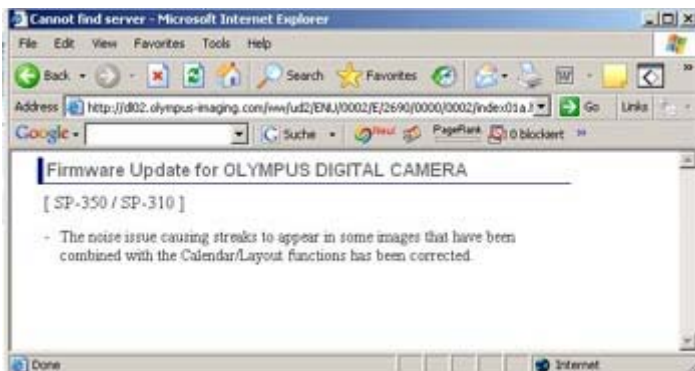 Cannot find server - Microsoft Internet Explorer
File Edit View Favorites Tools Help
Back Search Favorites
Address http://dl02.olympus-imaging.com/ww/ud2/ENU/0002/E/2690/0000/0002/index01a.h Go Links
Google Suche Neu! PageRank 0 blockiert
Firmware Update for OLYMPUS DIGITAL CAMERA
[ SP-350 / SP-310 ]
- The noise issue causing streaks to appear in some images that have been
combined with the Calendar/Layout functions has been corrected.
Done Internet